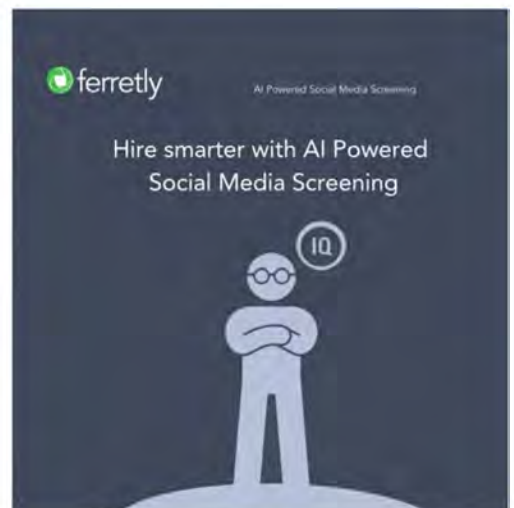 ferretly
AI Powered Social Media Screening
Hire smarter with AI Powered
Social Media Screening
IQ